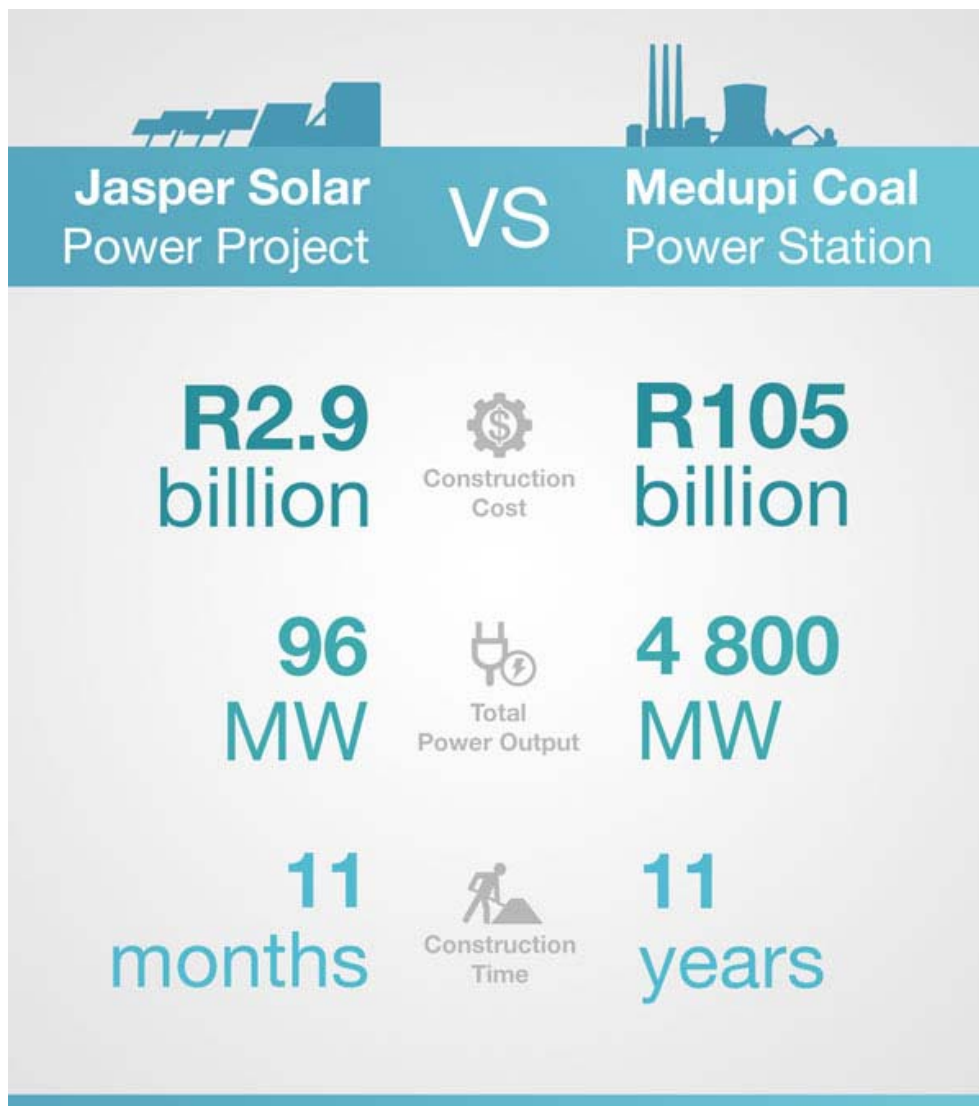 Jasper Solar
Power Project
VS
Medupi Coal
Power Station
R2.9
billion
$
Construction
Cost
R105
billion
96
MW
Total
Power Output
4 800
MW
11
months
Construction
Time
11
years